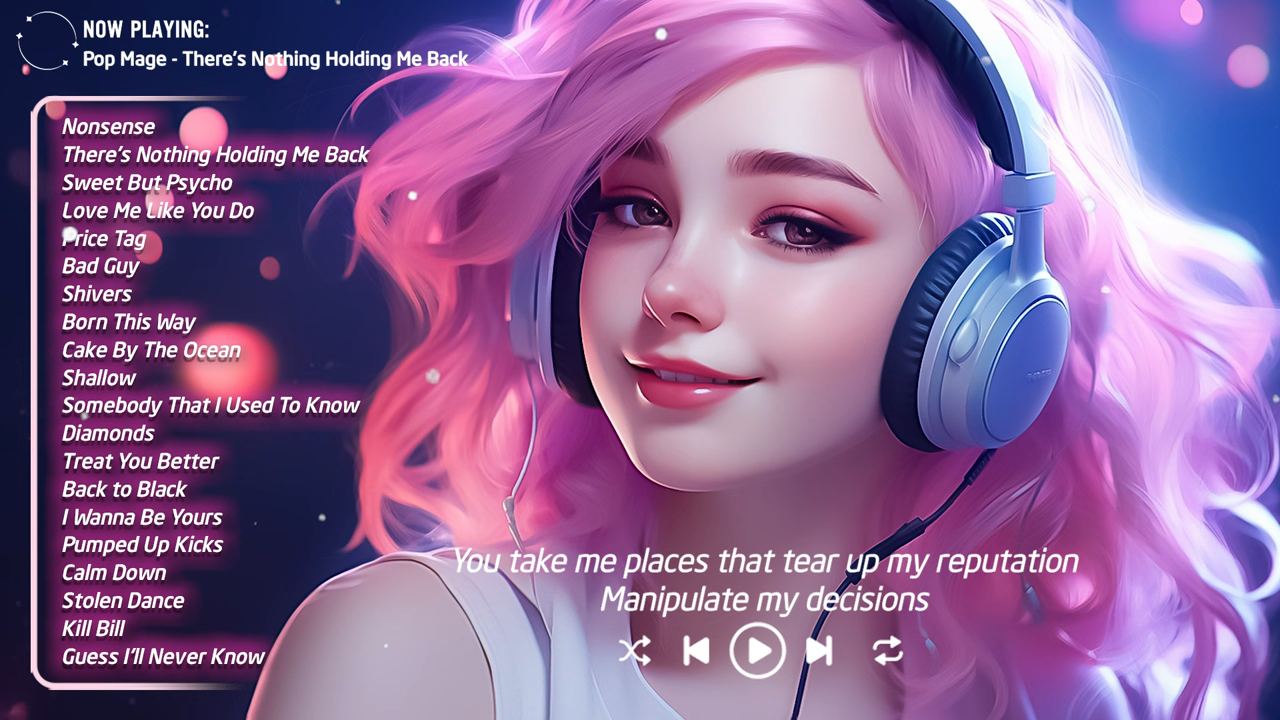 NOW PLAYING:
Pop Mage - There's Nothing Holding Me Back
Nonsense
There's Nothing Holding Me Back
Sweet But Psycho
Love Me Like You Do
Price Tag
Bad Guy
Shivers
Born This Way
Cake By The Ocean
Shallow
Somebody That I Used To Know
Diamonds
Treat You Better
Back to Black
I Wanna Be Yours
Pumped Up Kicks
Calm Down
Stolen Dance
Kill Bill
Guess I'll Never Know
You take me places that tear up my reputation
Manipulate my decisions